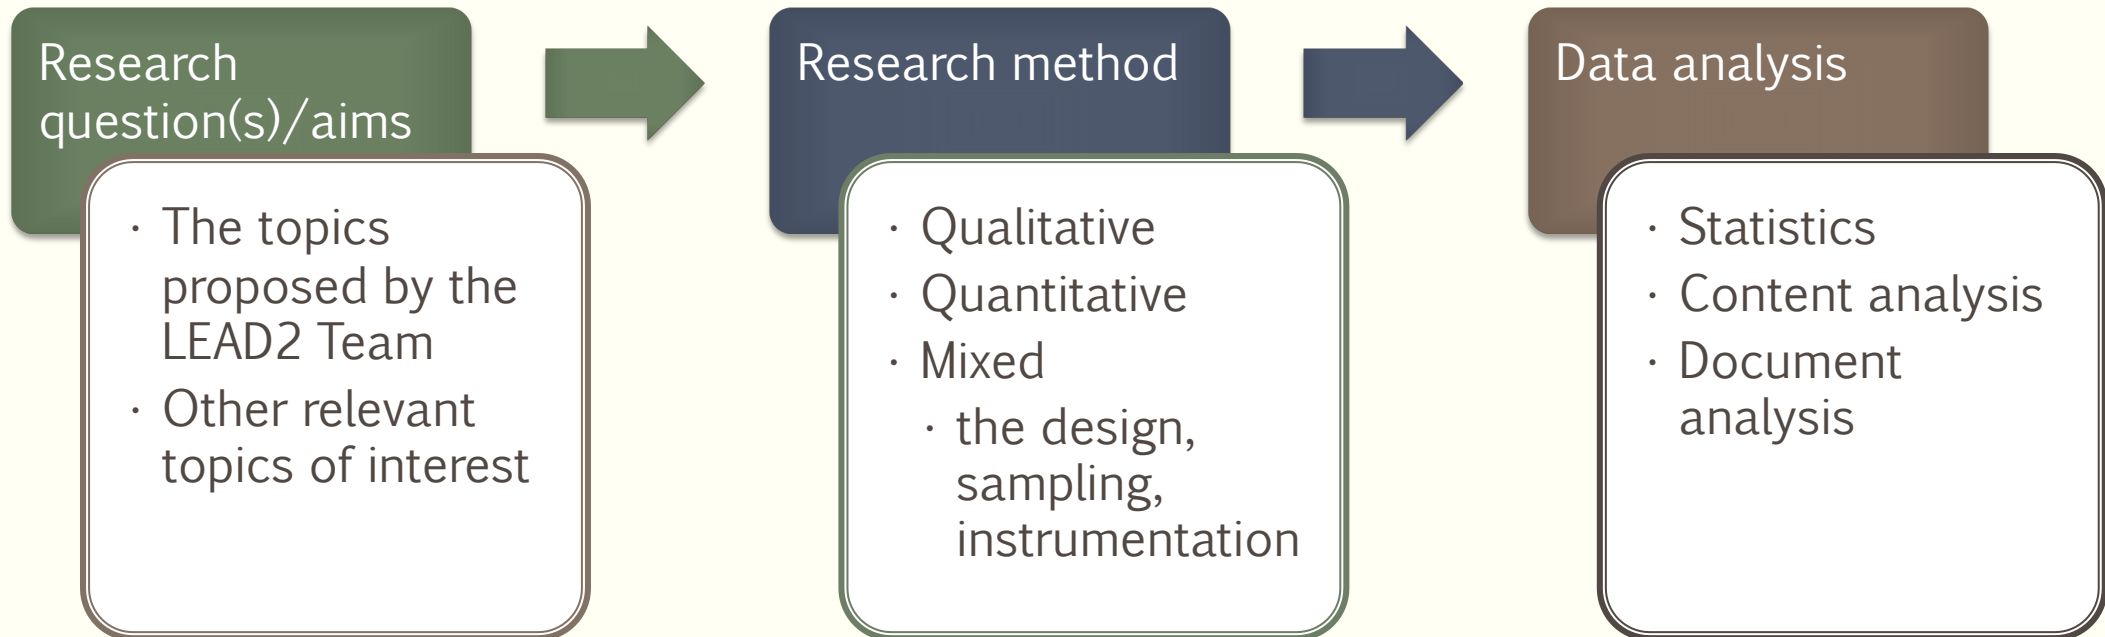 Research
question(s)/aims
· The topics
proposed by the
LEAD2 Team
· Other relevant
topics of interest
Research method
· Qualitative
· Quantitative
· Mixed
· the design,
sampling,
instrumentation
Data analysis
· Statistics
· Content analysis
· Document
analysis